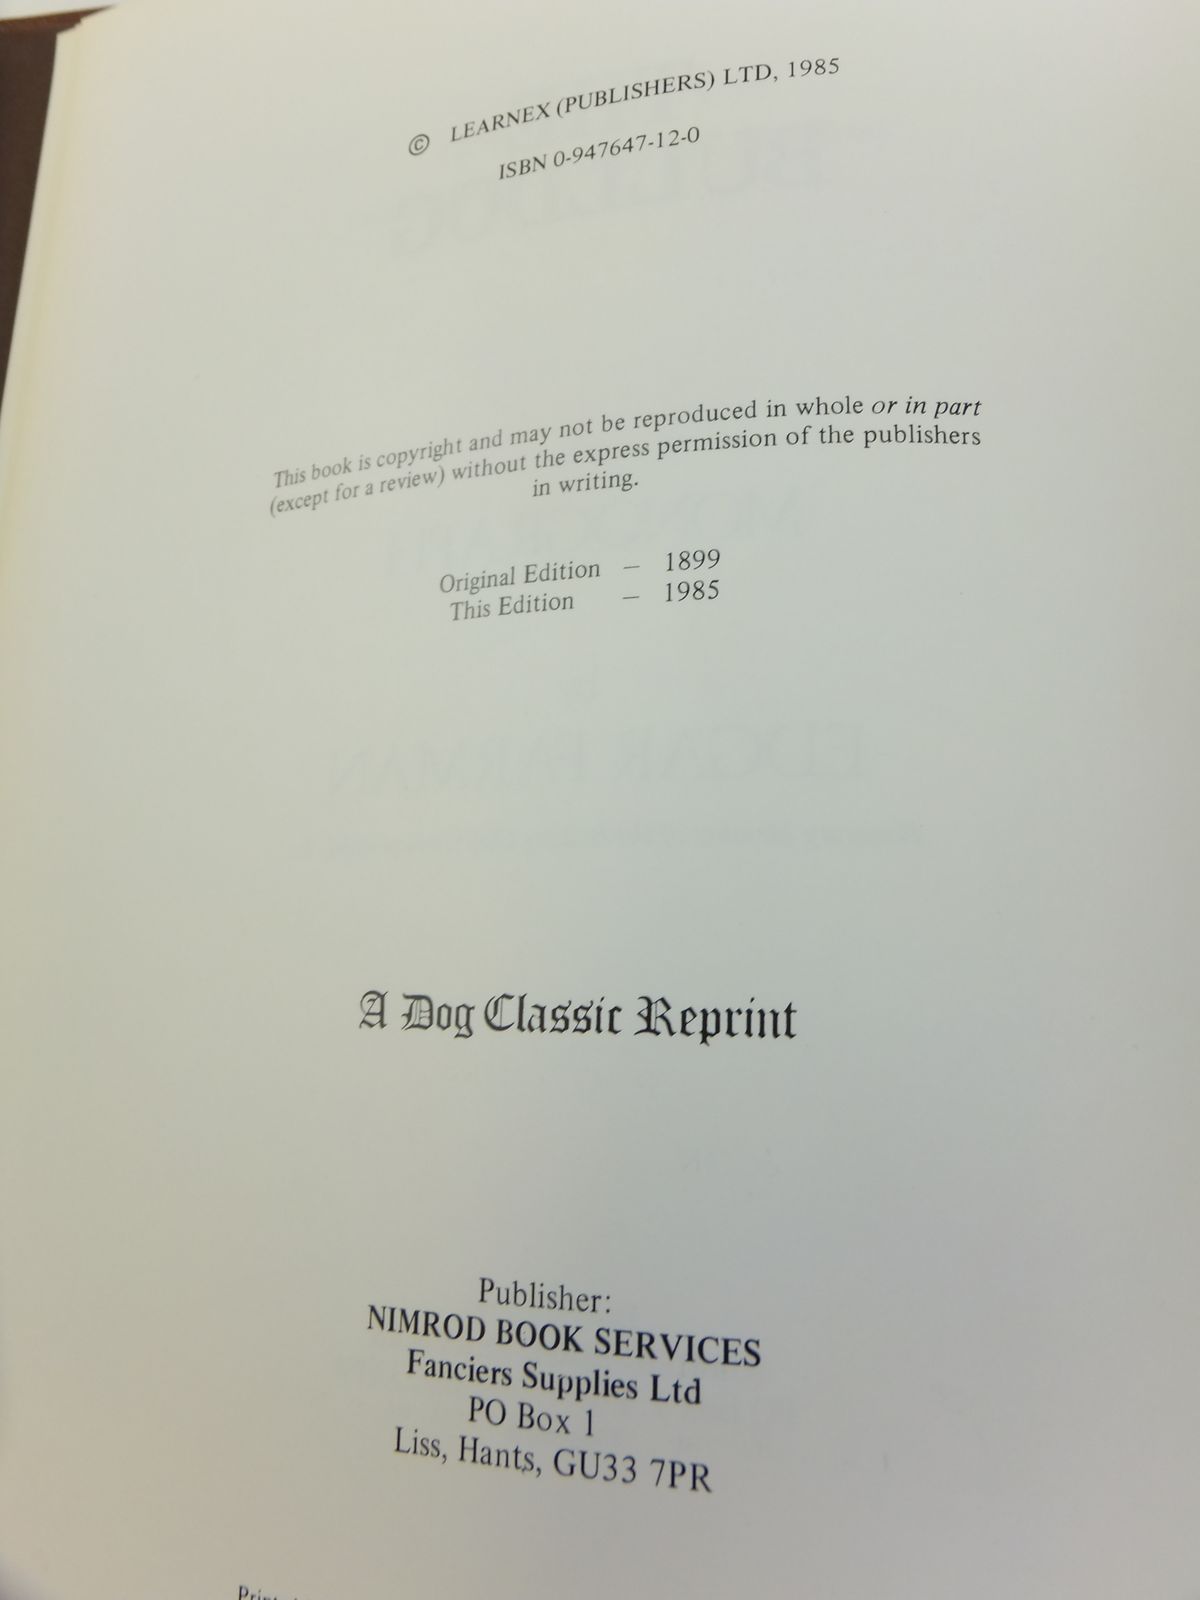 © LEARNEX (PUBLISHERS) LTD, 1985
ISBN 0-947647-12-0
This book is copyright and may not be reproduced in whole or in part
(except for a review) without the express permission of the publishers
in writing.
Original Edition – 1899
This Edition – 1985
A Dog Classic Reprint
Publisher:
NIMROD BOOK SERVICES
Fanciers Supplies Ltd
PO Box 1
Liss, Hants, GU33 7PR